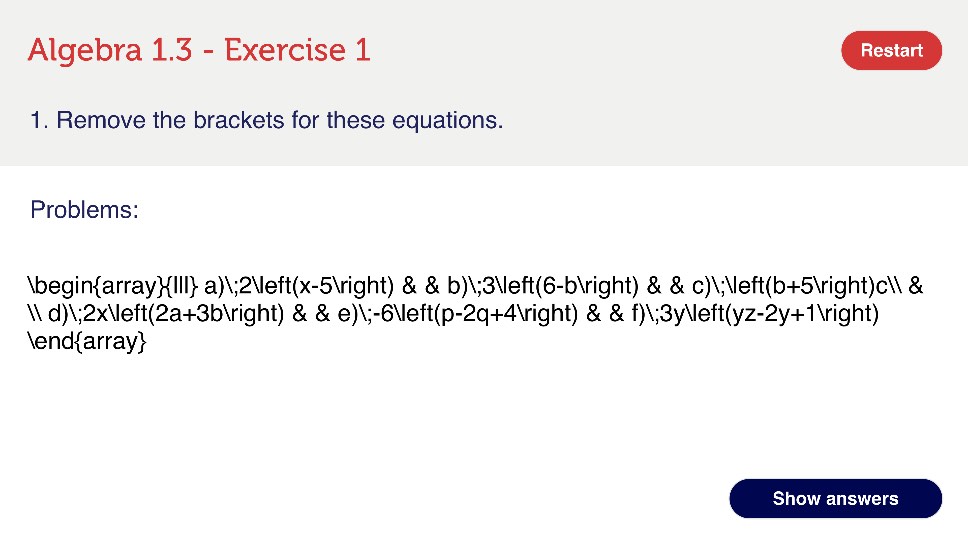 Algebra 1.3 - Exercise 1
Restart
1. Remove the brackets for these equations.
Problems:
\begin{array}{lll} a)\;2\left(x-5\right) & & b)\;3\left(6-b\right) & & c)\;\left(b+5\right)c\\ &
\\ d)\;2x\left(2a+3b\right) & & e)\;-6\left(p-2q+4\right) & & f)\;3y\left(yz-2y+1\right)
\end{array}
Show answers